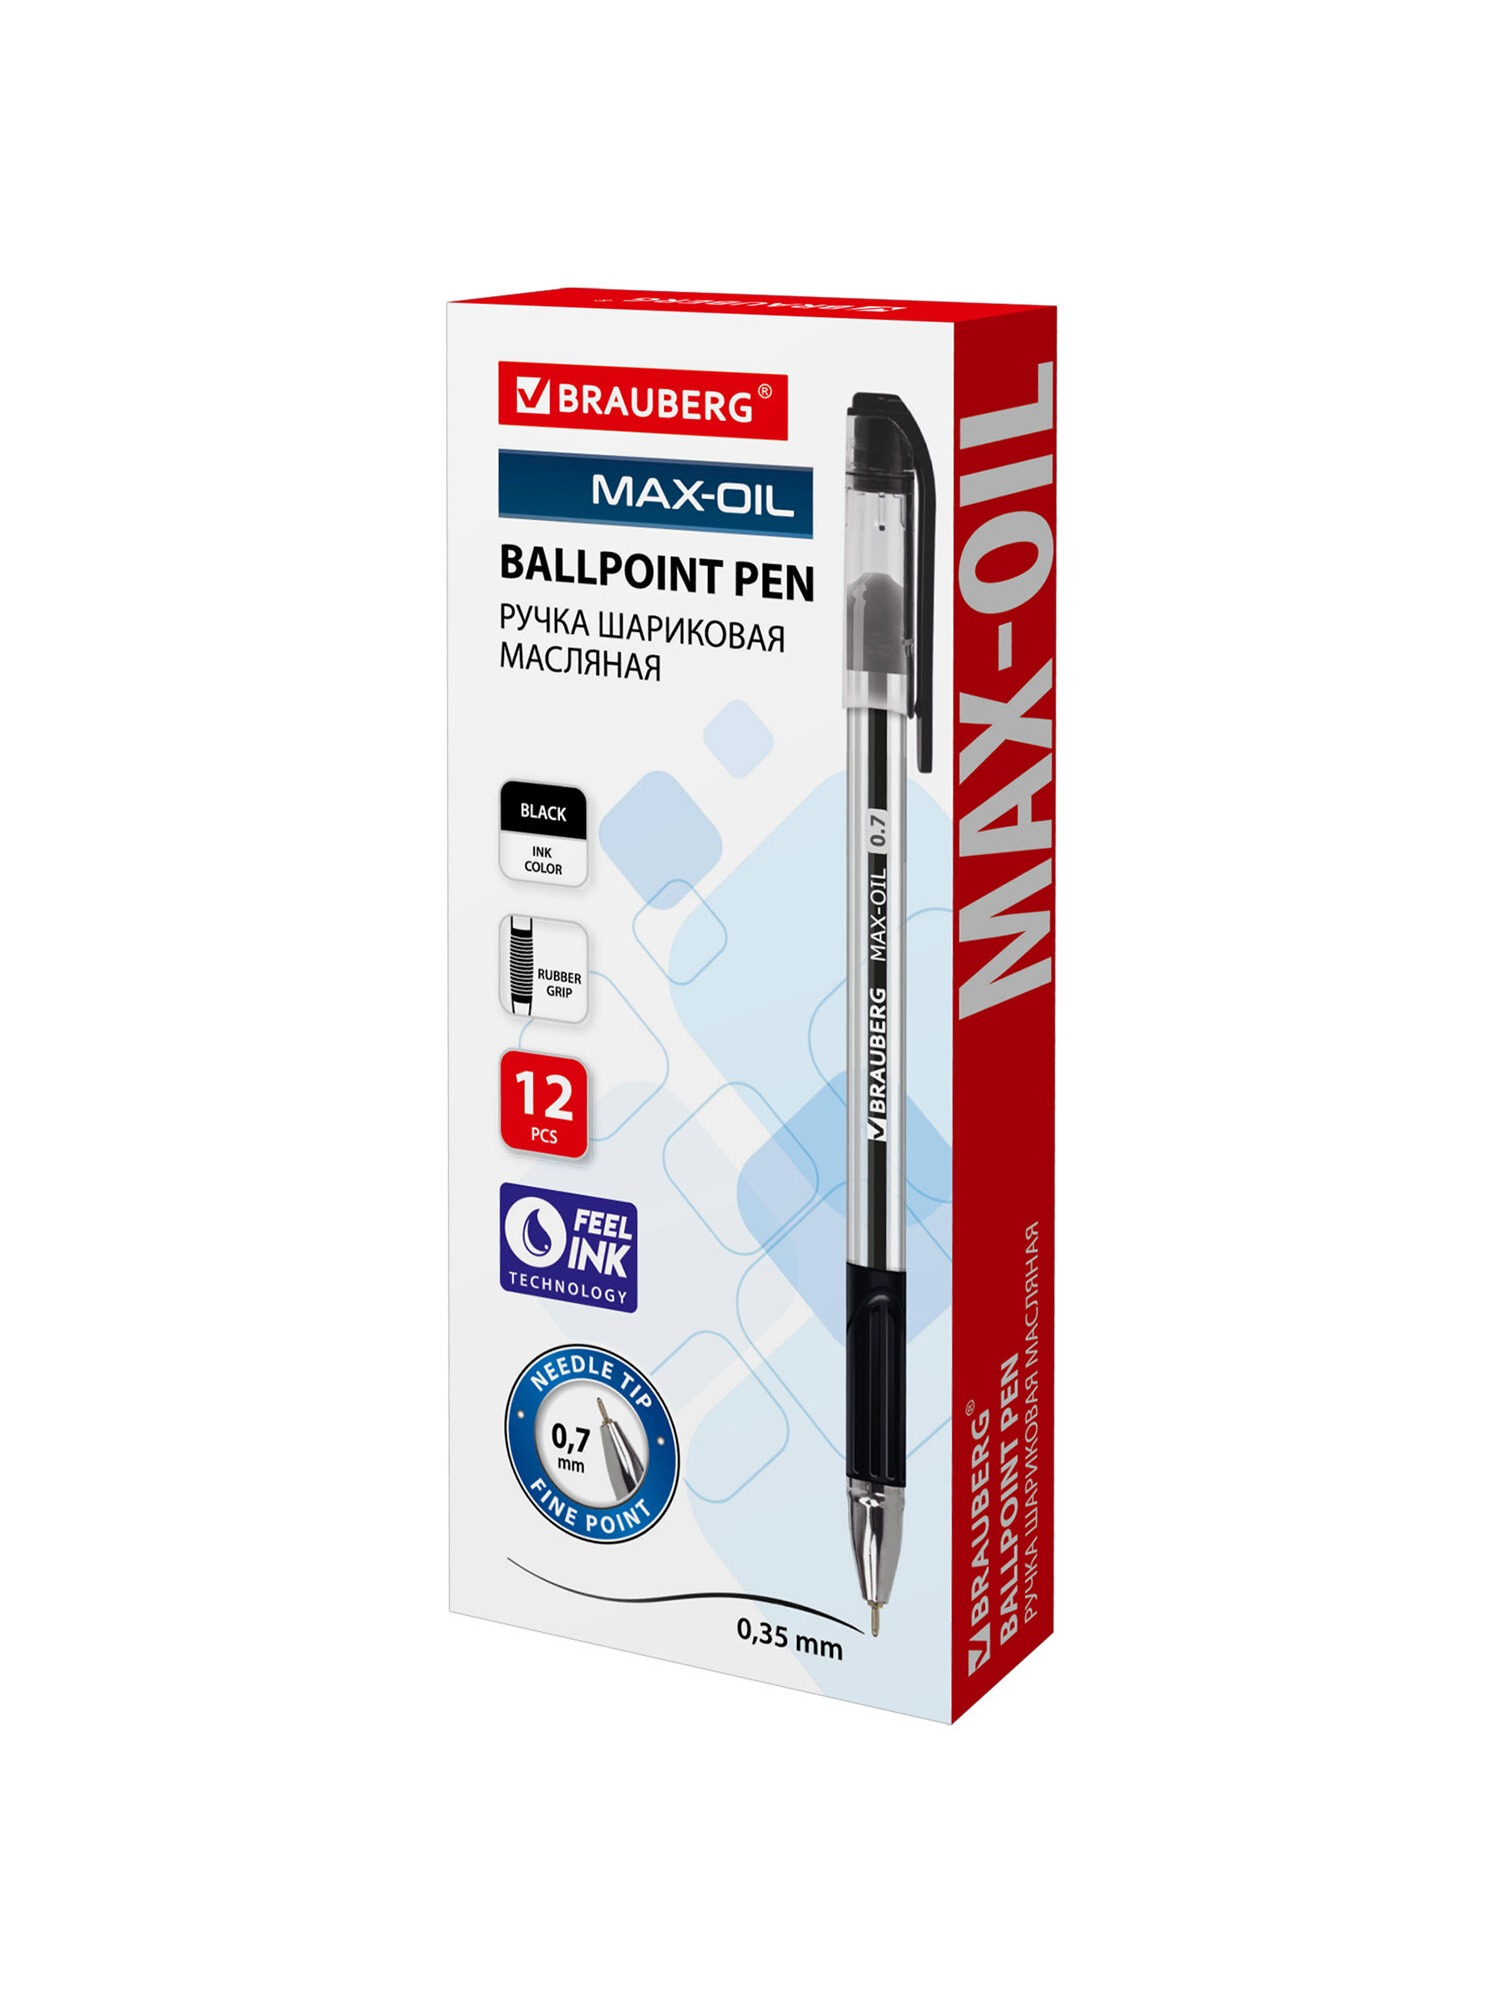 BRAUBERG®
BRAUBERG®
MAX-OIL
BALLPOINT PEN
РУЧКА ШАРИКОВАЯ
МАСЛЯНАЯ
BLACK
INK
COLOR
RUBBER
GRIP
12
PCS
FEEL
INK
TECHNOLOGY
NEEDLE TIP
0,7
mm
FINE POINT
0,35 mm
BRAUBERG MAX-OIL 0.7
MAX-OIL
BRAUBERG®
BALLPOINT PEN
РУЧКА ШАРИКОВАЯ МАСЛЯНАЯ